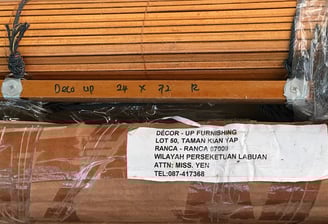 Deco up 24 x 72 R
DECOR - UP FURNISHING
LOT 50, TAMAN KIAN YAP
RANCA - RANCA 87009
WILAYAH PERSEKETUAN LABUAN
ATTN: MISS. YEN
TEL:087-417368